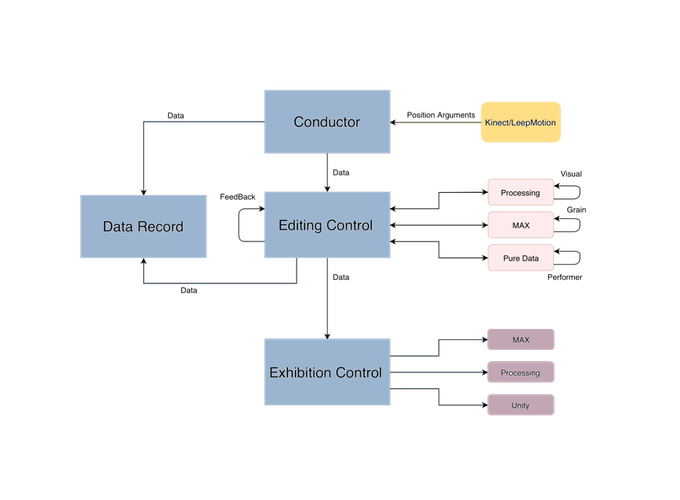 Conductor
Position Arguments
Kinect/LeepMotion
Data
Data
Visual
FeedBack
Processing
Grain
Data Record
Editing Control
MAX
Pure Data
Performer
Data
Data
MAX
Exhibition Control
Processing
Unity